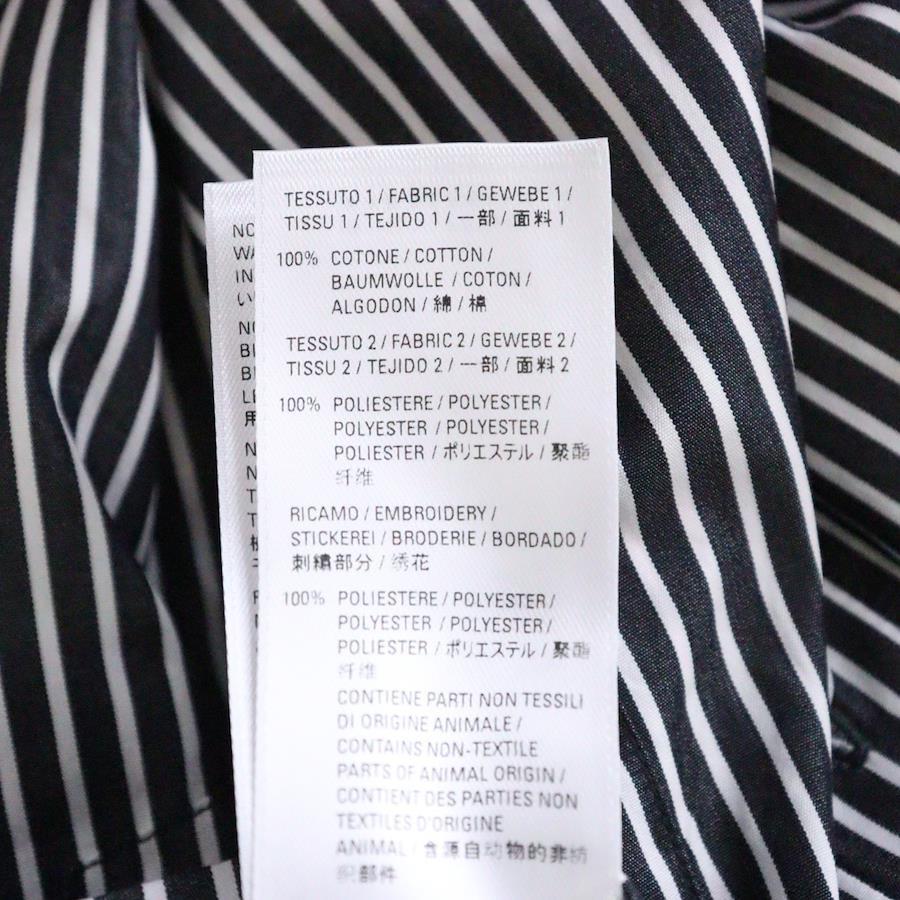 TESSUTO 1 / FABRIC 1 / GEWEBE 1 /
TISSU 1 / TEJIDO 1 / 一部 / 面料 1
100% COTONE / COTTON /
BAUMWOLLE / COTON /
ALGODON / 綿 / 棉
TESSUTO 2 / FABRIC 2 / GEWEBE 2 /
TISSU 2 / TEJIDO 2 / 一部 / 面料 2
100% POLIESTERE / POLYESTER /
POLYESTER / POLYESTER /
POLIESTER / ポリエステル / 聚酯
纤维
RICAMO / EMBROIDERY /
STICKEREI / BRODERIE / BORDADO /
刺繍部分 / 绣花
100% POLIESTERE / POLYESTER /
POLYESTER / POLYESTER /
POLIESTER / ポリエステル / 聚酯
纤维
CONTIENE PARTI NON TESSILI
DI ORIGINE ANIMALE /
CONTAINS NON-TEXTILE
PARTS OF ANIMAL ORIGIN /
CONTIENT DES PARTIES NON
TEXTILES D'ORIGINE
ANIMAL / 含源自动物的非纺
织部件